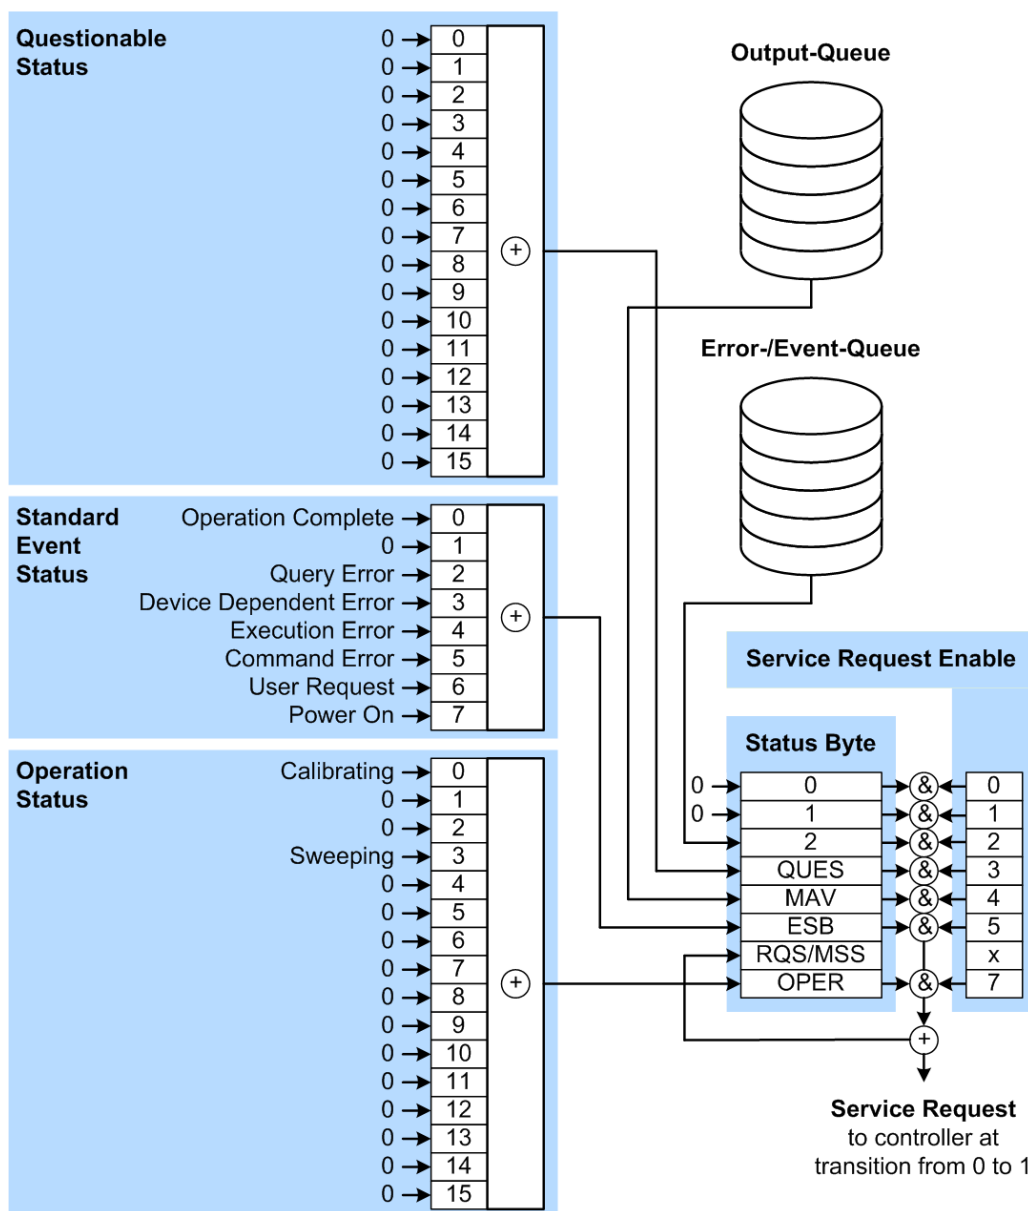 Questionable
Status
0 0
0 1
0 2
0 3
0 4
0 5
0 6
0 7
0 8
0 9
0 10
0 11
0 12
0 13
0 14
0 15
+
Output-Queue
Error-/Event-Queue
Standard
Event
Status
Operation Complete 0
0 1
Query Error 2
Device Dependent Error 3
Execution Error 4
Command Error 5
User Request 6
Power On 7
+
Operation
Status
Calibrating 0
0 1
0 2
Sweeping 3
0 4
0 5
0 6
0 7
0 8
0 9
0 10
0 11
0 12
0 13
0 14
0 15
+
Service Request Enable
Status Byte
0 0 & 0
0 1 & 1
2 & 2
QUES & 3
MAV & 4
ESB & 5
RQS/MSS x
OPER & 7
+
Service Request
to controller at
transition from 0 to 1